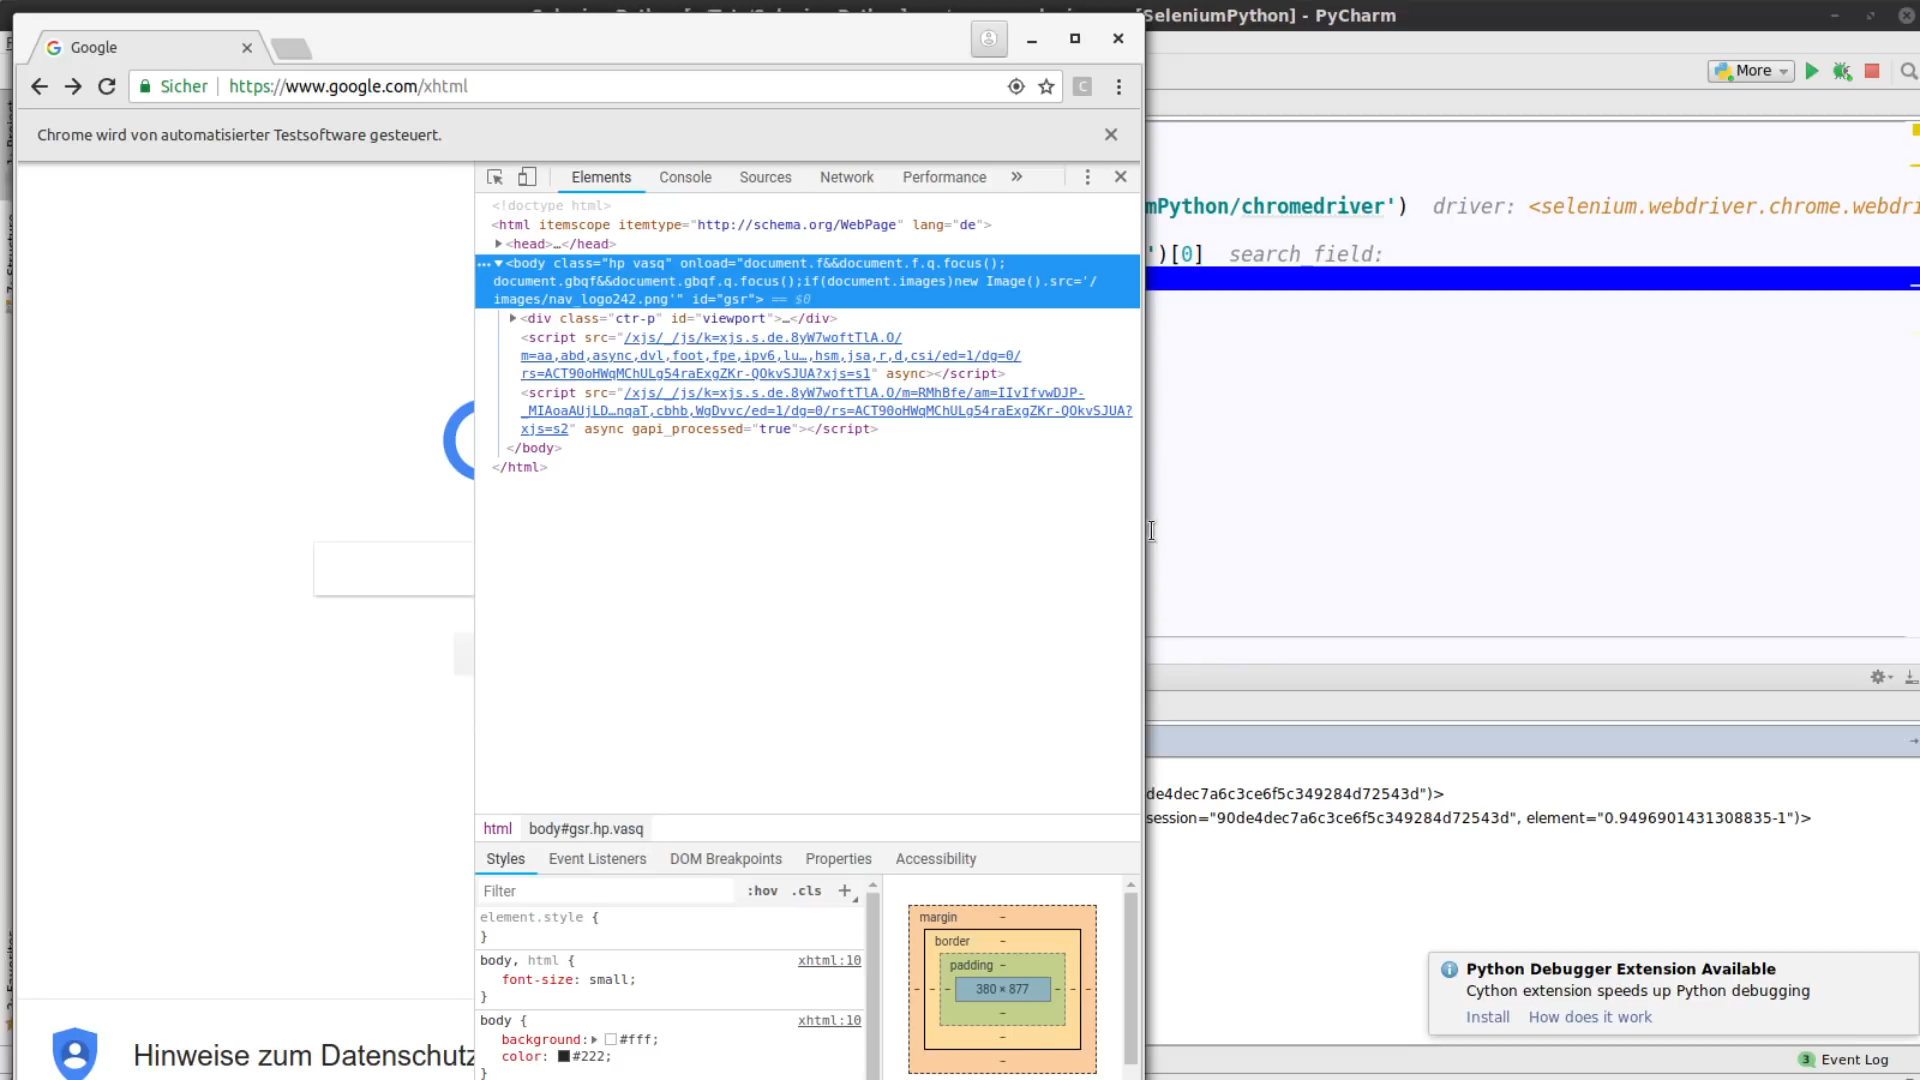 [SeleniumPython] - PyCharm
Google
Sicher
https://www.google.com/xhtml
C
More
Chrome wird von automatisierter Testsoftware gesteuert.
Elements
Console
Sources
Network
Performance
»
<!doctype html>
<html itemscope itemtype="http://schema.org/WebPage" lang="de">
<head>…</head>
<body class="hp vasq" onload="document.f&&document.f.q.focus();
document.gbqf&&document.gbqf.q.focus();if(document.images)new Image().src='/
images/nav_logo242.png'" id="gsr"> == $0
<div class="ctr-p" id="viewport">…</div>
<script src="/xjs/_/js/k=xjs.s.de.8yW7woftTlA.O/
m=aa,abd,async,dvl,foot,fpe,ipv6,lu…,hsm,jsa,r,d,csi/ed=1/dg=0/
rs=ACT90oHWqMChULg54raExgZKr-QOkvSJUA?xjs=s1" async></script>
<script src="/xjs/_/js/k=xjs.s.de.8yW7woftTlA.O/m=RMhBfe/am=IIvIfvwDJP-
_MIAoaAUjLD…nqaT,cbhb,WgDvvc/ed=1/dg=0/rs=ACT90oHWqMChULg54raExgZKr-QOkvSJUA?
xjs=s2" async gapi_processed="true"></script>
</body>
</html>
mPython/chromedriver') driver: <selenium.webdriver.chrome.webdri
')[0] search_field:
html
body#gsr.hp.vasq
Styles
Event Listeners
DOM Breakpoints
Properties
Accessibility
Filter
:hov
.cls
+
element.style {
}
body, html {
xhtml:10
font-size: small;
}
body {
xhtml:10
background: #fff;
color: #222;
}
margin
border
padding
380 × 877
de4dec7a6c3ce6f5c349284d72543d")>
session="90de4dec7a6c3ce6f5c349284d72543d", element="0.9496901431308835-1")>
Python Debugger Extension Available
Cython extension speeds up Python debugging
Install
How does it work
3 Event Log
Hinweise zum Datenschutz